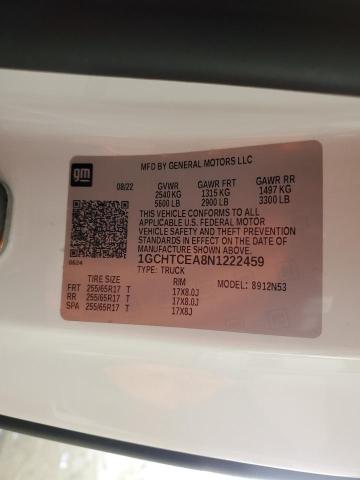 gm
MFD BY GENERAL MOTORS LLC
08/22 GVWR GAWR FRT GAWR RR
2540 KG 1315 KG 1497 KG
5600 LB 2900 LB 3300 LB
THIS VEHICLE CONFORMS TO ALL
APPLICABLE U.S. FEDERAL MOTOR
VEHICLE SAFETY AND THEFT PREVENTION
STANDARDS IN EFFECT ON THE DATE OF
MANUFACTURE SHOWN ABOVE.
1GCHTCEA8N1222459
TYPE: TRUCK
TIRE SIZE RIM MODEL: 8912N53
FRT 255/65R17 T 17X8.0J
RR 255/65R17 T 17X8.0J
SPA 255/65R17 T 17X8J